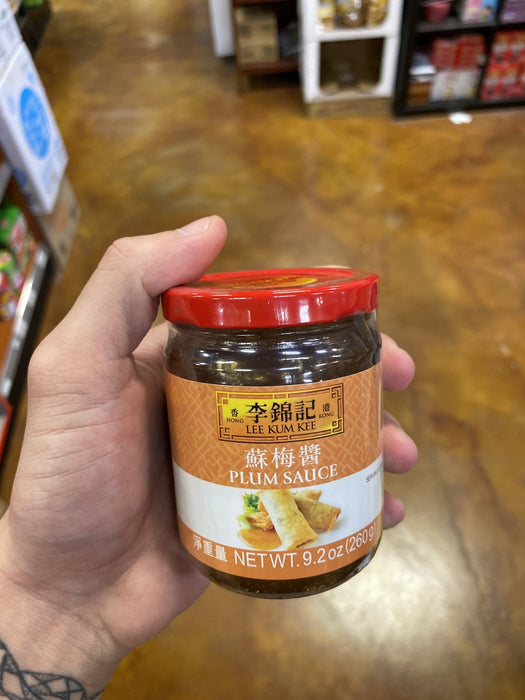 香 李錦記 港
HONG LEE KUM KEE KONG
蘇梅醬
PLUM SAUCE
淨重量 NET WT. 9.2 oz (260g)